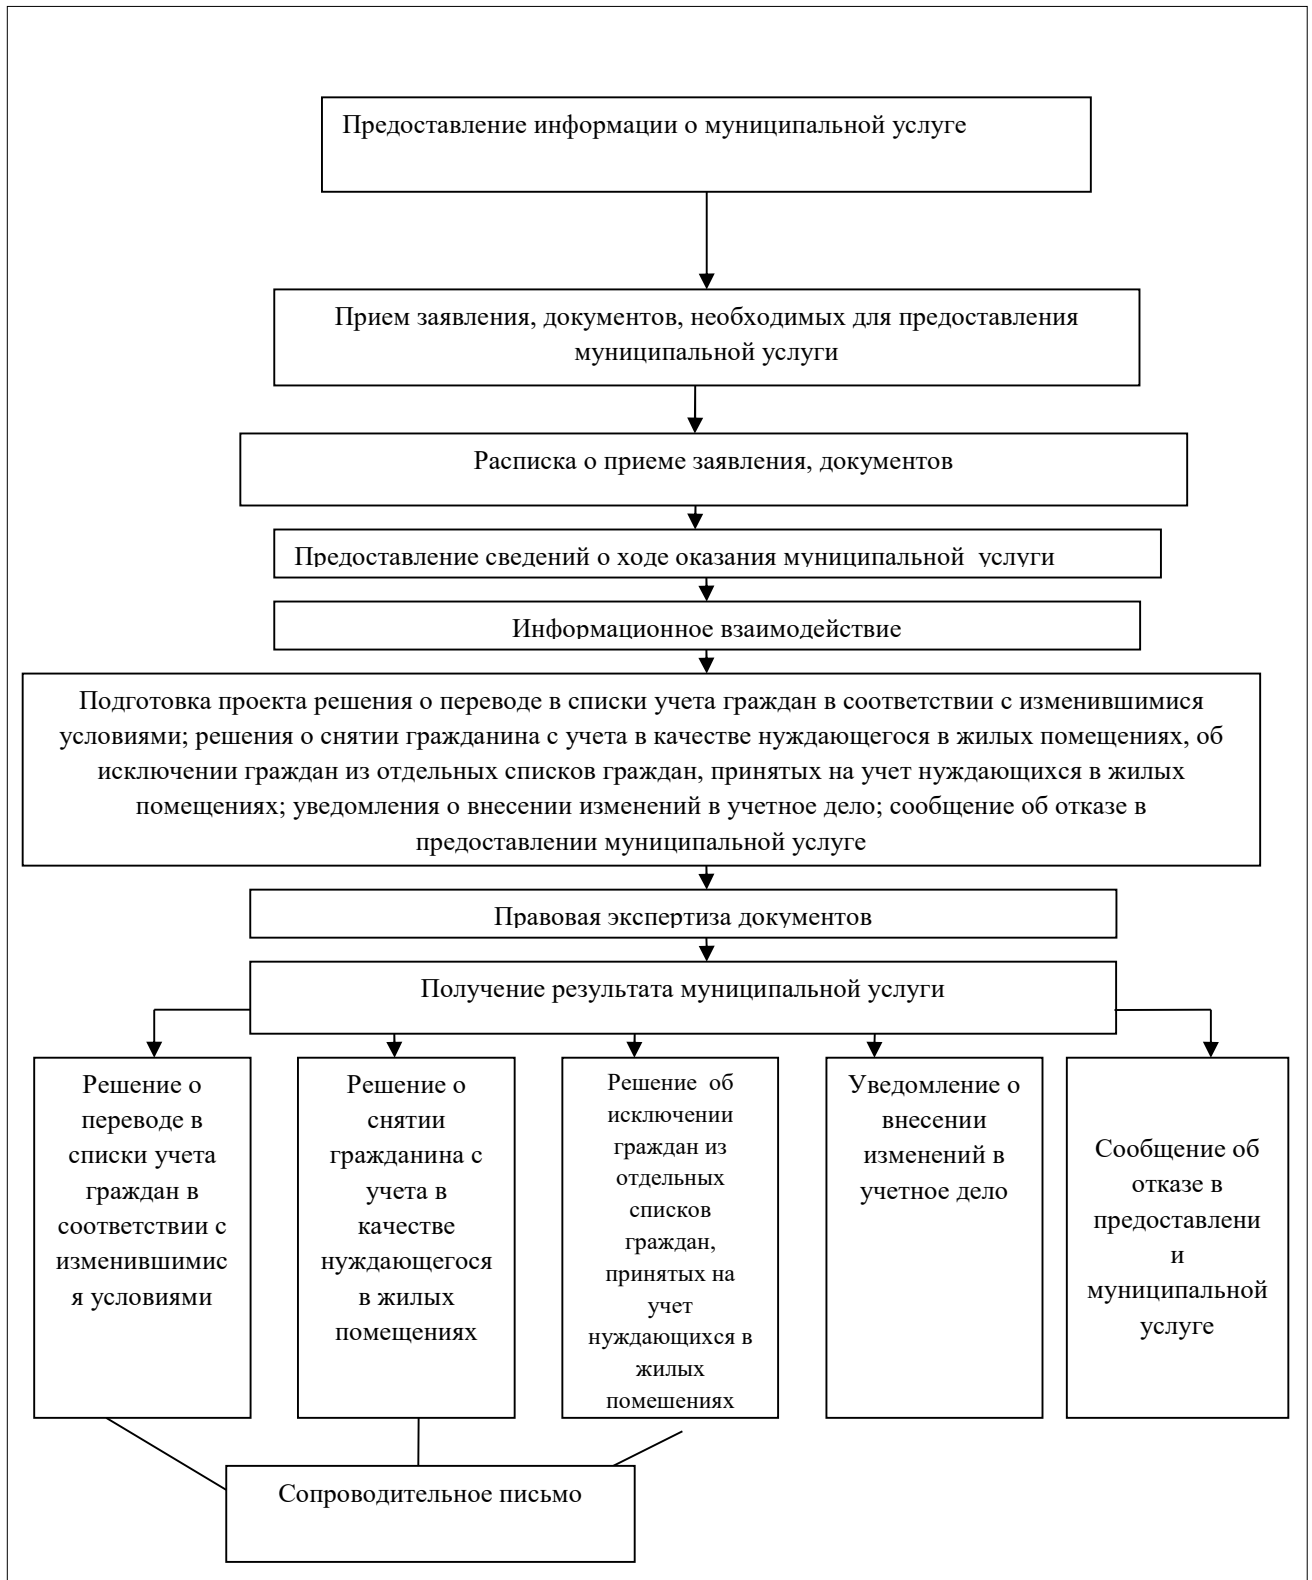 Предоставление информации о муниципальной услуге
Прием заявления, документов, необходимых для предоставления
муниципальной услуги
Расписка о приеме заявления, документов
Предоставление сведений о ходе оказания муниципальной услуги
Информационное взаимодействие
Подготовка проекта решения о переводе в списки учета граждан в соответствии с изменившимися
условиями; решения о снятии гражданина с учета в качестве нуждающегося в жилых помещениях, об
исключении граждан из отдельных списков граждан, принятых на учет нуждающихся в жилых
помещениях; уведомления о внесении изменений в учетное дело; сообщение об отказе в
предоставлении муниципальной услуге
Правовая экспертиза документов
Получение результата муниципальной услуги
Решение о
переводе в
списки учета
граждан в
соответствии с
изменившимис
я условиями
Решение о
снятии
гражданина с
учета в
качестве
нуждающегося
в жилых
помещениях
Решение об
исключении
граждан из
отдельных
списков
граждан,
принятых на
учет
нуждающихся в
жилых
помещениях
Уведомление о
внесении
изменений в
учетное дело
Сообщение об
отказе в
предоставлени
и
муниципальной
услуге
Сопроводительное письмо